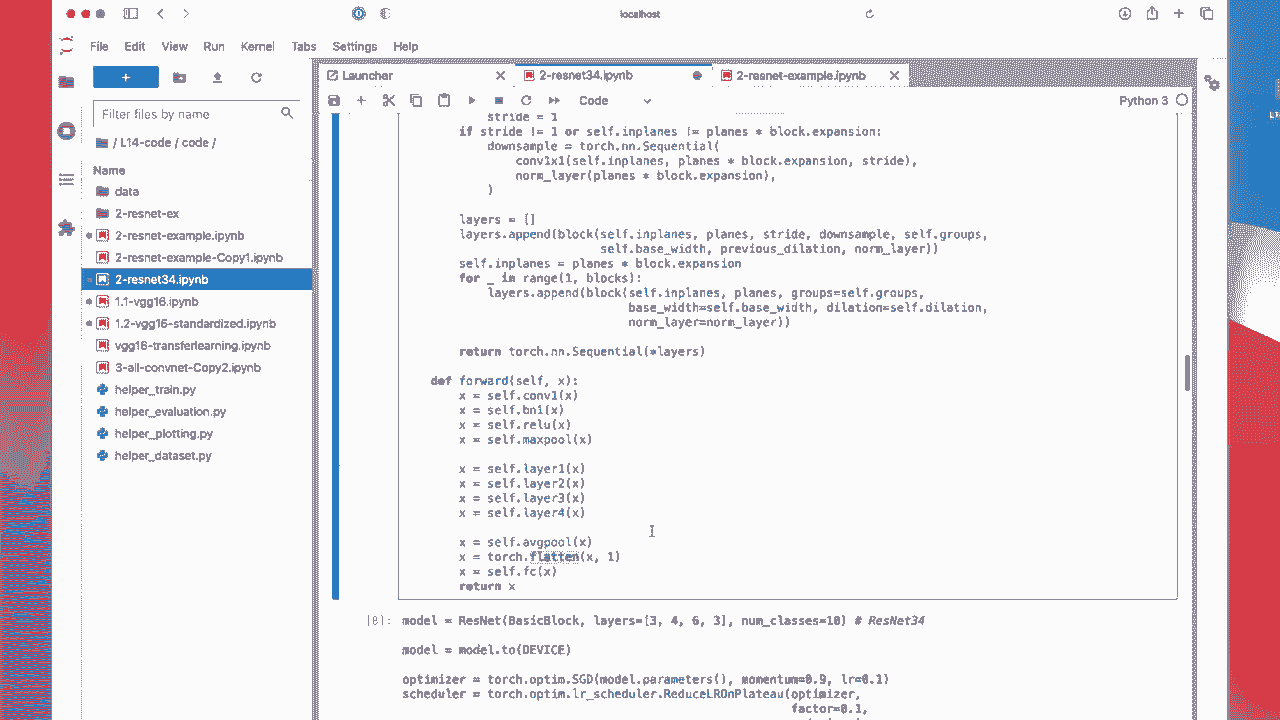 localhost
File Edit View Run Kernel Tabs Settings Help
Launcher
2-resnet34.ipynb
2-resnet-example.ipynb
Code
Python 3
Filter files by name
/ L14-code / code /
Name
data
2-resnet-ex
2-resnet-example.ipynb
2-resnet-example-Copy1.ipynb
2-resnet34.ipynb
1.1-vgg16.ipynb
1.2-vgg16-standardized.ipynb
vgg16-transferlearning.ipynb
3-all-convnet-Copy2.ipynb
helper_train.py
helper_evaluation.py
helper_plotting.py
helper_dataset.py
stride = 1
if stride != 1 or self.inplanes != planes * block.expansion:
downsample = torch.nn.Sequential(
conv1x1(self.inplanes, planes * block.expansion, stride),
norm_layer(planes * block.expansion),
)
layers = []
layers.append(block(self.inplanes, planes, stride, downsample, self.groups,
self.base_width, previous_dilation, norm_layer))
self.inplanes = planes * block.expansion
for _ in range(1, blocks):
layers.append(block(self.inplanes, planes, groups=self.groups,
base_width=self.base_width, dilation=self.dilation,
norm_layer=norm_layer))
return torch.nn.Sequential(*layers)
def forward(self, x):
x = self.conv1(x)
x = self.bn1(x)
x = self.relu(x)
x = self.maxpool(x)
x = self.layer1(x)
x = self.layer2(x)
x = self.layer3(x)
x = self.layer4(x)
x = self.avgpool(x)
x = torch.flatten(x, 1)
x = self.fc(x)
return x
[8]: model = ResNet(BasicBlock, layers=[3, 4, 6, 3], num_classes=10) # ResNet34
model = model.to(DEVICE)
optimizer = torch.optim.SGD(model.parameters(), momentum=0.9, lr=0.1)
scheduler = torch.optim.lr_scheduler.ReduceLROnPlateau(optimizer,
factor=0.1,